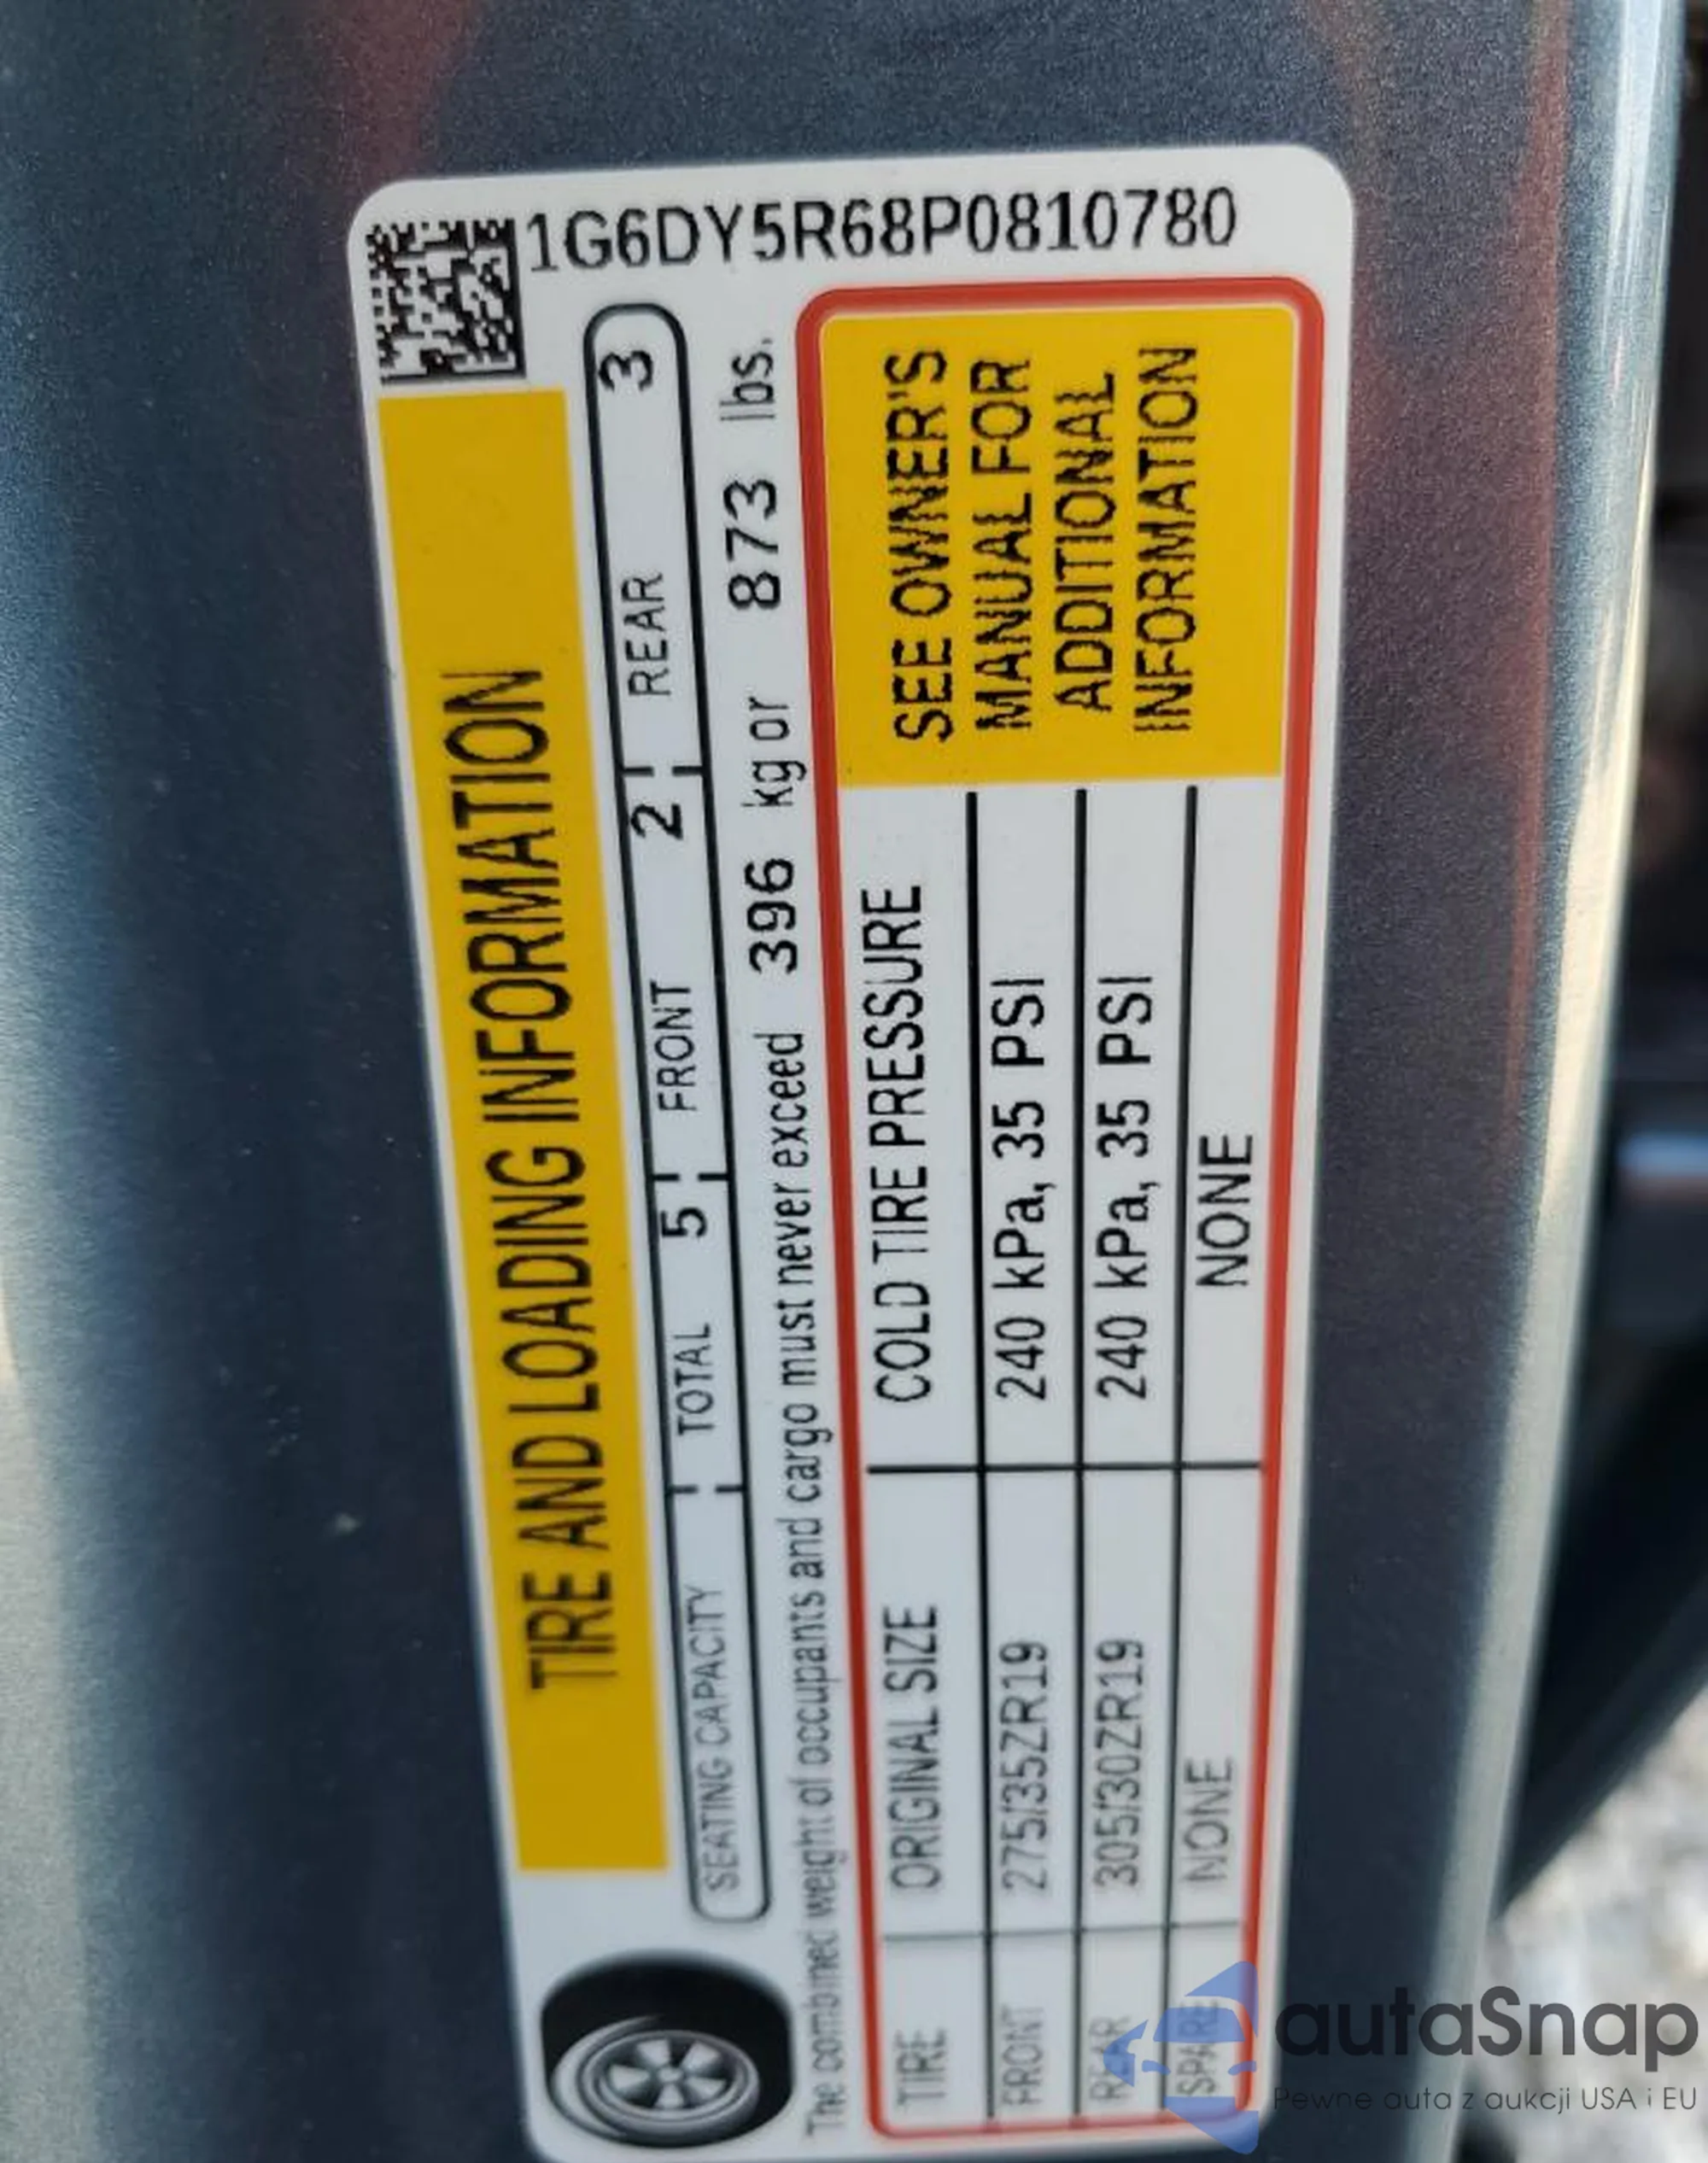 1G6DY5R68P0810780
TIRE AND LOADING INFORMATION
SEATING CAPACITY TOTAL 5 FRONT 2 REAR 3
The combined weight of occupants and cargo must never exceed 396 kg or 873 lbs.
TIRE ORIGINAL SIZE COLD TIRE PRESSURE
FRONT 275/35ZR19 240 kPa, 35 PSI
REAR 305/30ZR19 240 kPa, 35 PSI
SPARE NONE NONE
SEE OWNER'S
MANUAL FOR
ADDITIONAL
INFORMATION
autaSnap
Pewne auta z aukcji USA i EU